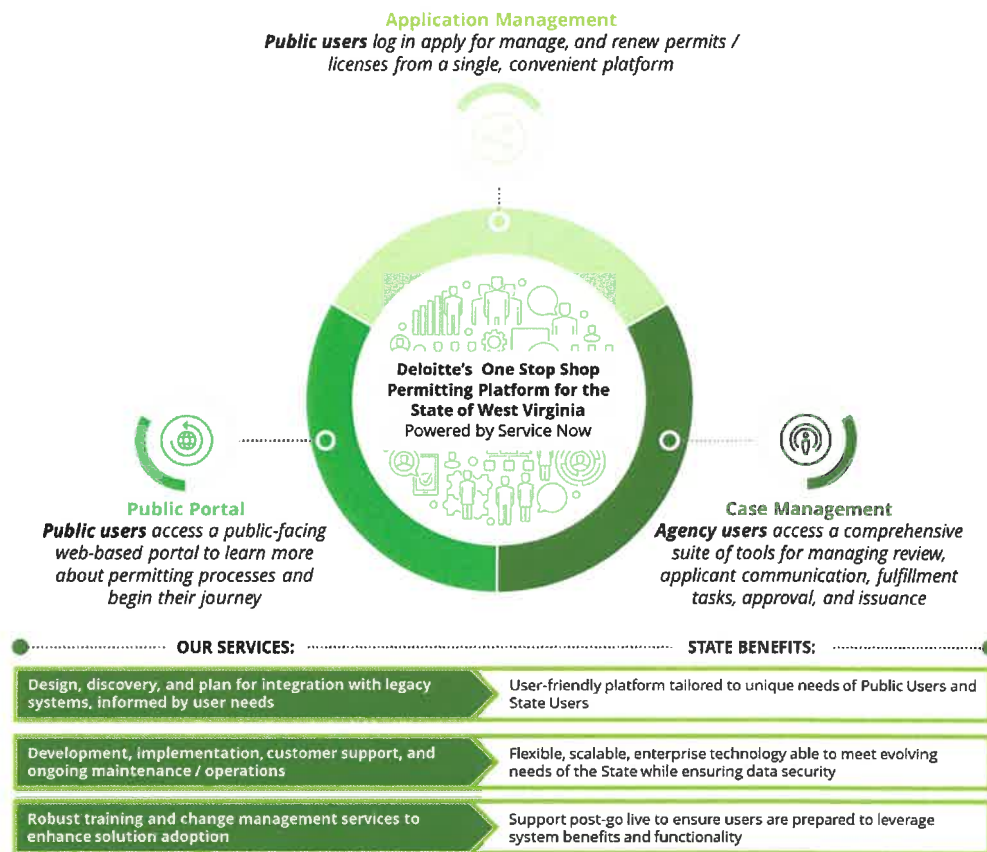 Application Management
Public users log in apply for manage, and renew permits /
licenses from a single, convenient platform
Deloitte's One Stop Shop
Permitting Platform for the
State of West Virginia
Powered by Service Now
Public Portal
Public users access a public-facing
web-based portal to learn more
about permitting processes and
begin their journey
Case Management
Agency users access a comprehensive
suite of tools for managing review,
applicant communication, fulfillment
tasks, approval, and issuance
OUR SERVICES:
STATE BENEFITS:
Design, discovery, and plan for integration with legacy
systems, informed by user needs
User-friendly platform tailored to unique needs of Public Users and
State Users
Development, implementation, customer support, and
ongoing maintenance / operations
Flexible, scalable, enterprise technology able to meet evolving
needs of the State while ensuring data security
Robust training and change management services to
enhance solution adoption
Support post-go live to ensure users are prepared to leverage
system benefits and functionality